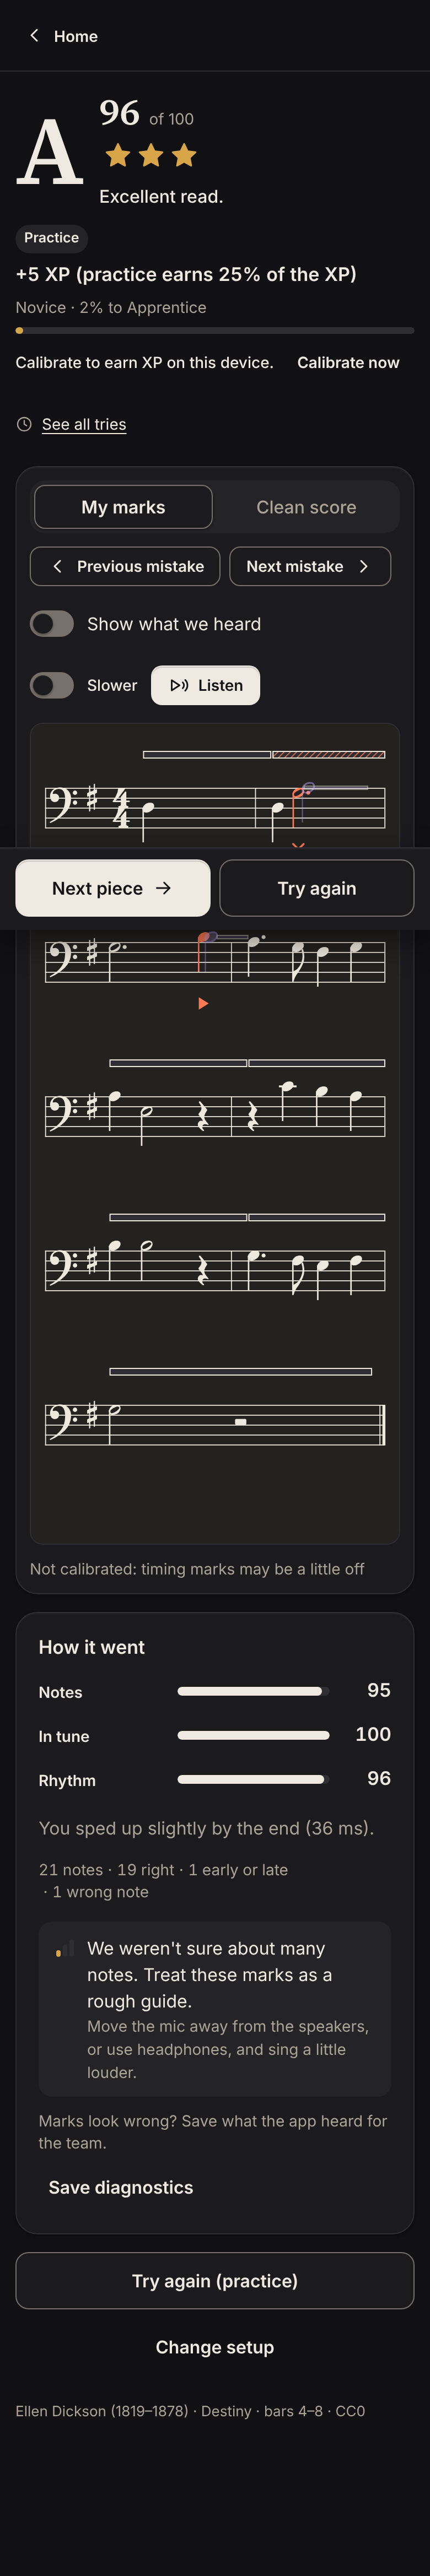 Home
A
96 of 100
Excellent read.
Practice
+5 XP (practice earns 25% of the XP)
Novice · 2% to Apprentice
Calibrate to earn XP on this device. Calibrate now
See all tries
My marks Clean score
Previous mistake Next mistake
Show what we heard
Slower Listen
4
4
Next piece Try again
Not calibrated: timing marks may be a little off
How it went
Notes 95
In tune 100
Rhythm 96
You sped up slightly by the end (36 ms).
21 notes · 19 right · 1 early or late
· 1 wrong note
We weren't sure about many
notes. Treat these marks as a
rough guide.
Move the mic away from the speakers,
or use headphones, and sing a little
louder.
Marks look wrong? Save what the app heard for
the team.
Save diagnostics
Try again (practice)
Change setup
Ellen Dickson (1819–1878) · Destiny · bars 4–8 · CC0